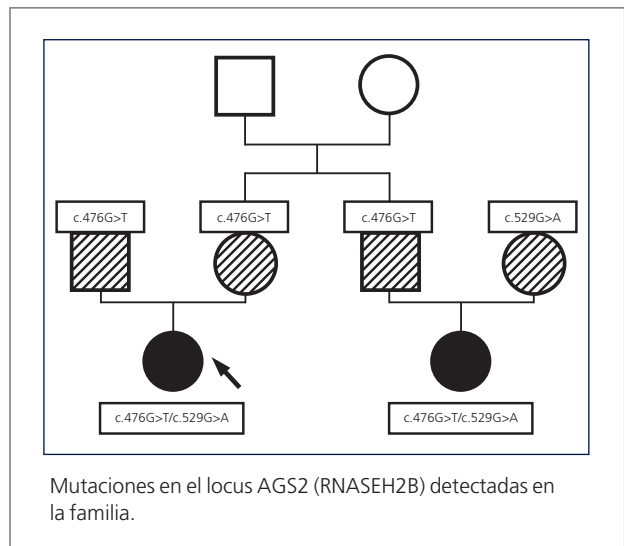 c.476G>T
c.476G>T
c.476G>T
c.529G>A
c.476G>T/c.529G>A
c.476G>T/c.529G>A
Mutaciones en el locus AGS2 (RNASEH2B) detectadas en
la familia.